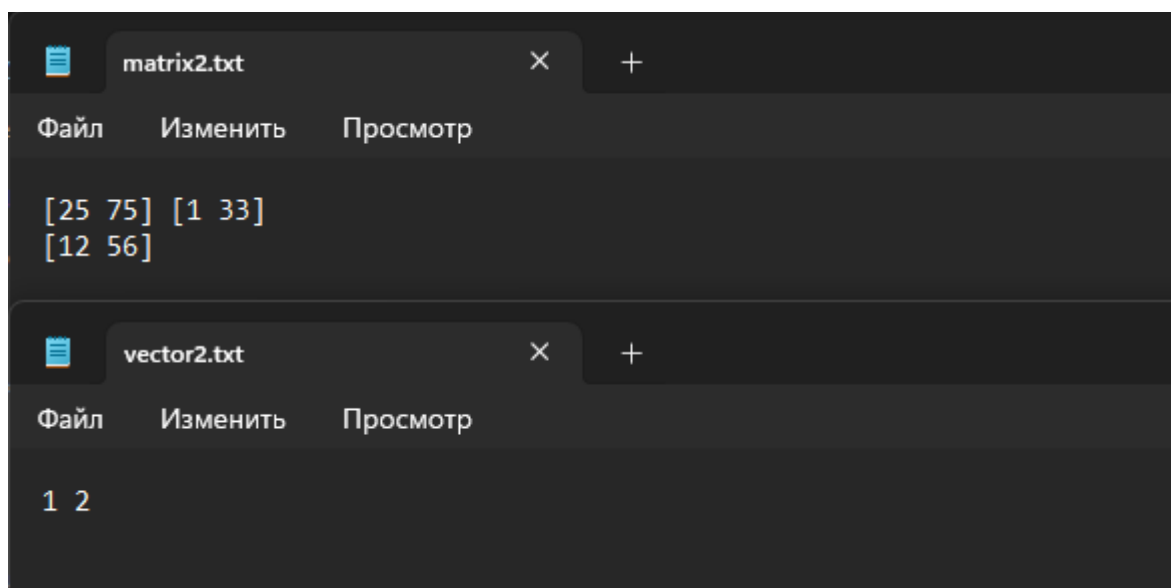 matrix2.txt
Файл Изменить Просмотр
[25 75] [1 33]
[12 56]
vector2.txt
Файл Изменить Просмотр
1 2